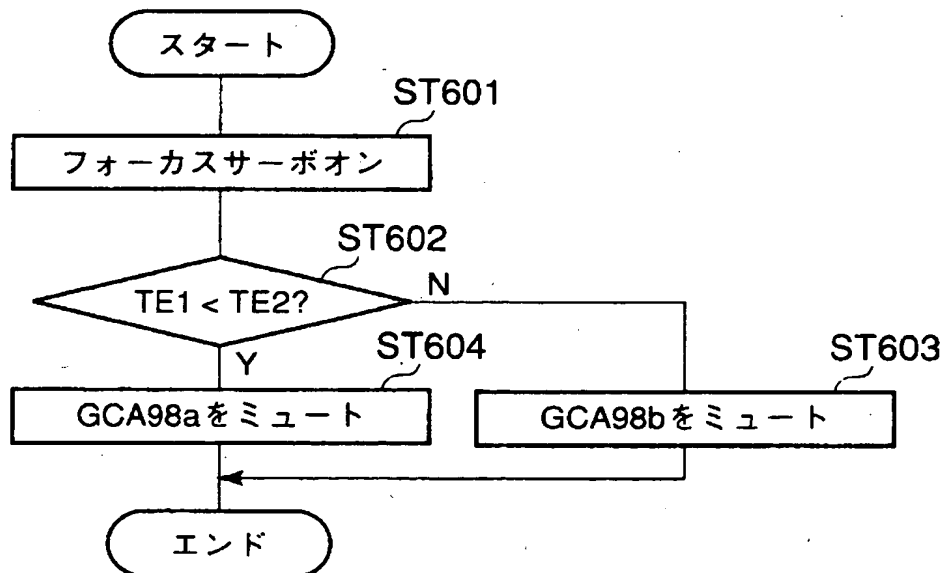 スタート
ST601
フォーカスサーボオン
ST602
TE1 < TE2?
N
Y
ST604
GCA98aをミュート
ST603
GCA98bをミュート
エンド